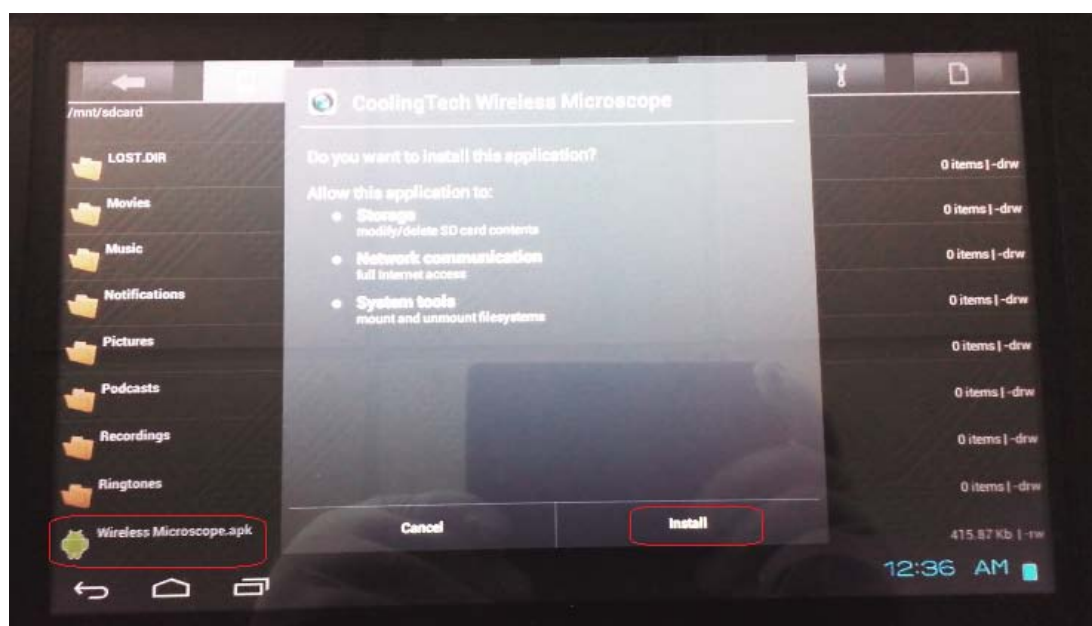 /mnt/sdcard
CoolingTech Wireless Microscope
Do you want to install this application?
Allow this application to:
Storage
modify/delete SD card contents
Network communication
full Internet access
System tools
mount and unmount filesystems
Cancel
Install
LOST.DIR
0 items | -drw
Movies
0 items | -drw
Music
0 items | -drw
Notifications
0 items | -drw
Pictures
0 items | -drw
Podcasts
0 items | -drw
Recordings
0 items | -drw
Ringtones
0 items | -drw
Wireless Microscope.apk
415.87 Kb | -rw
12:36 AM